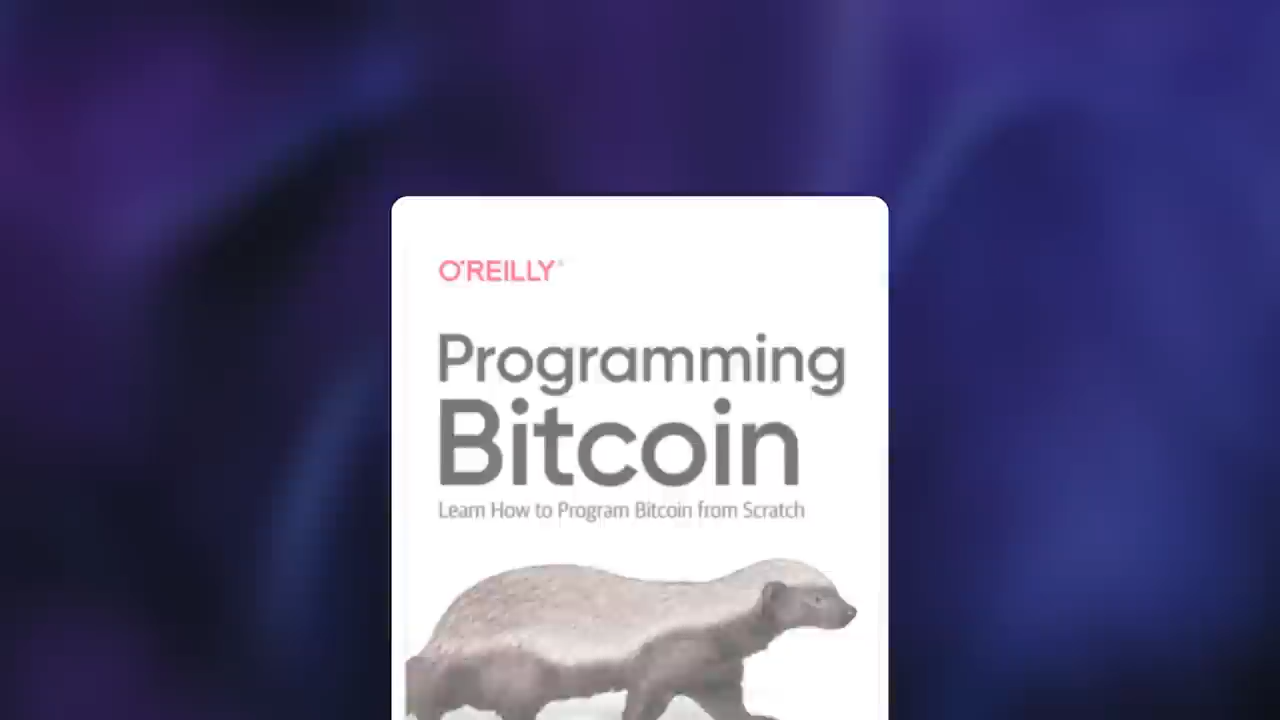 O'REILLY®
Programming
Bitcoin
Learn How to Program Bitcoin from Scratch